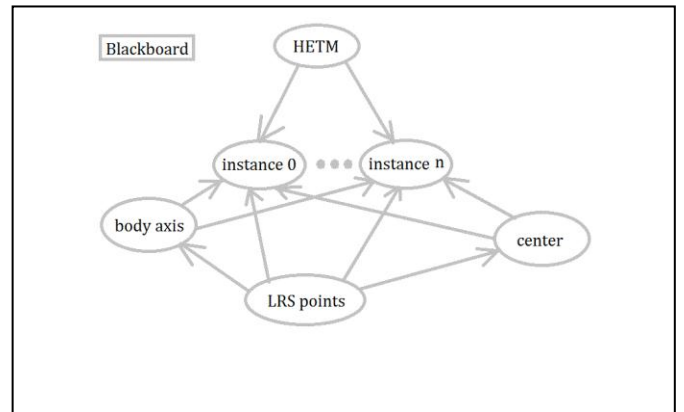 Blackboard
HETM
instance 0
instance n
body axis
center
LRS points